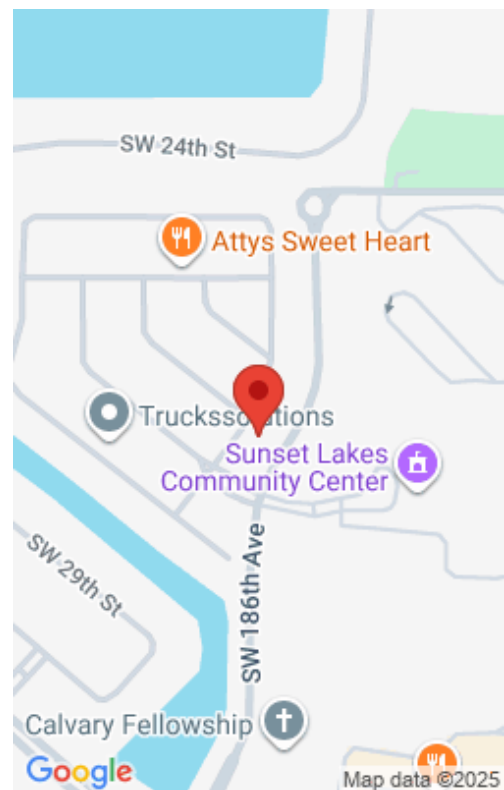 SW 24th St
Attys Sweet Heart
Truckssolutions
Sunset Lakes
Community Center
SW 29th St
SW 186th Ave
Calvary Fellowship
Google
Map data ©2025